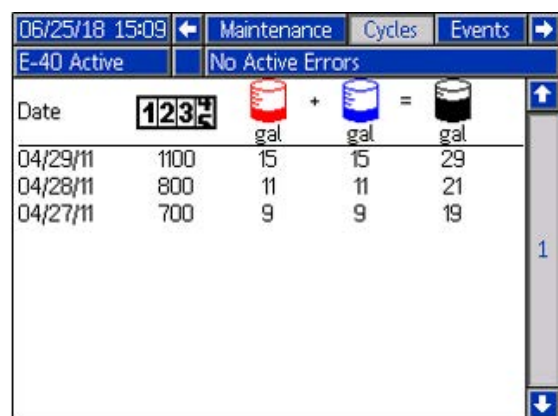 06/25/18 15:09 Maintenance Cycles Events
E-40 Active No Active Errors
Date 123 + =
gal gal gal
04/29/11 1100 15 15 29
04/28/11 800 11 11 21
04/27/11 700 9 9 19
1